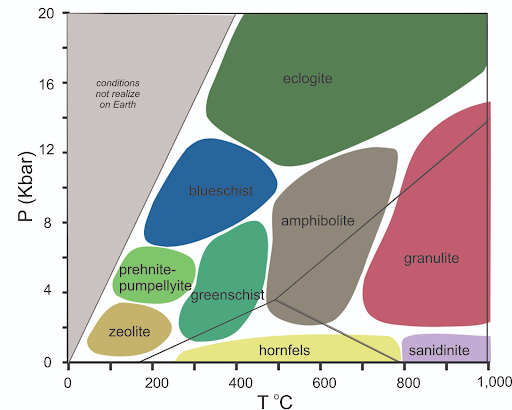 20
16
12
8
4
0
P (Kbar)
conditions
not realize
on Earth
eclogite
blueschist
amphibolite
granulite
prehnite-
pumpellyite
greenschist
zeolite
hornfels
sanidinite
0
200
400
600
800
1,000
T °C